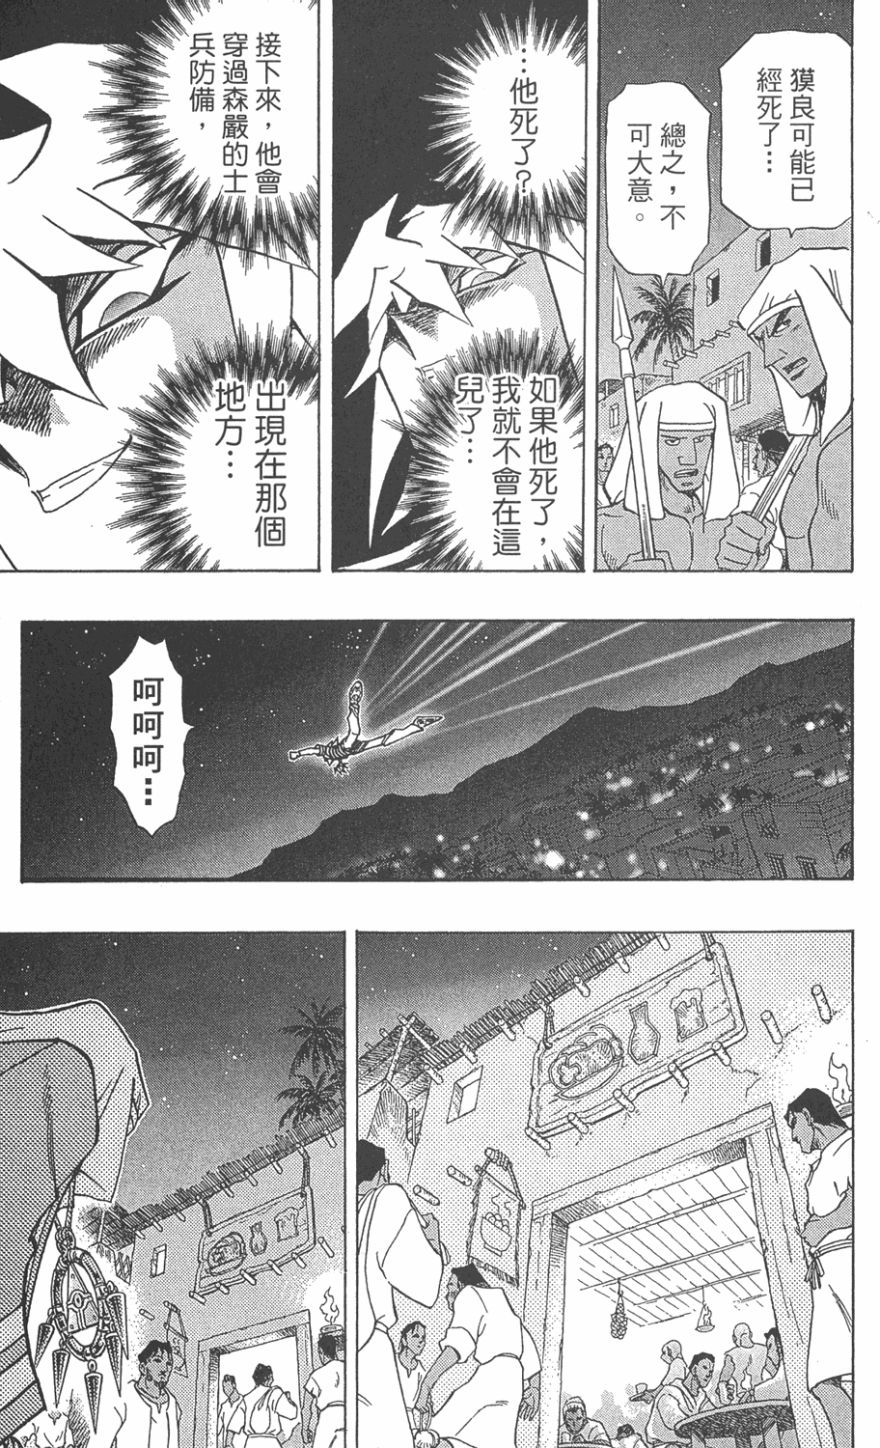 獏良可能已
經死了…
總之，不
可大意。
…他死了?
如果他死了，
我就不會在這
兒了…
接下來，他會
穿過森嚴的士
兵防備，
出現在那個
地方…
呵呵呵…